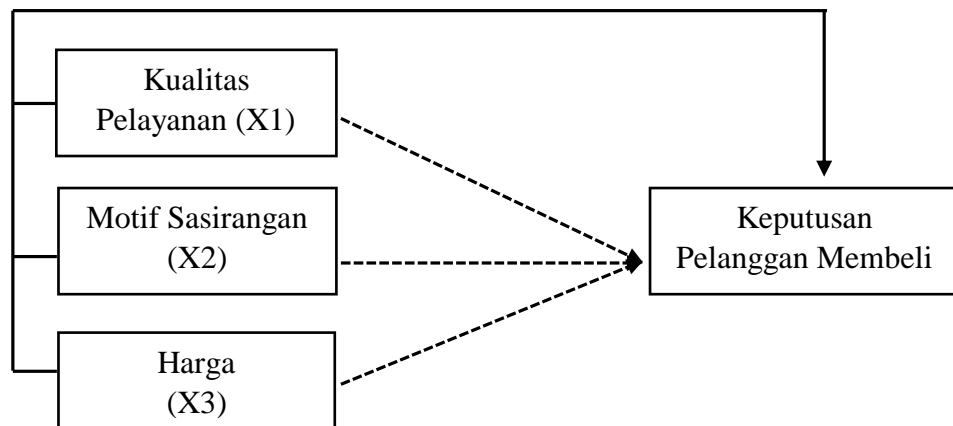 Kualitas
Pelayanan (X1)
Motif Sasirangan
(X2)
Harga
(X3)
Keputusan
Pelanggan Membeli